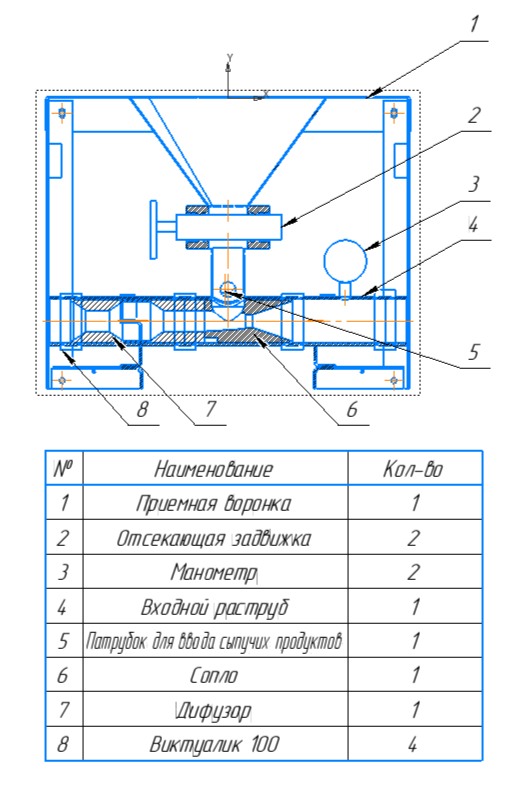 1
Y
X
2
3
4
5
8 7 6
№ Наименование Кол-во
1 Приемная воронка 1
2 Отсекающая задвижка 2
3 Манометр 2
4 Входной раструб 1
5 Патрубок для ввода сыпучих продуктов 1
6 Сопло 1
7 Дифузор 1
8 Виктуалик 100 4